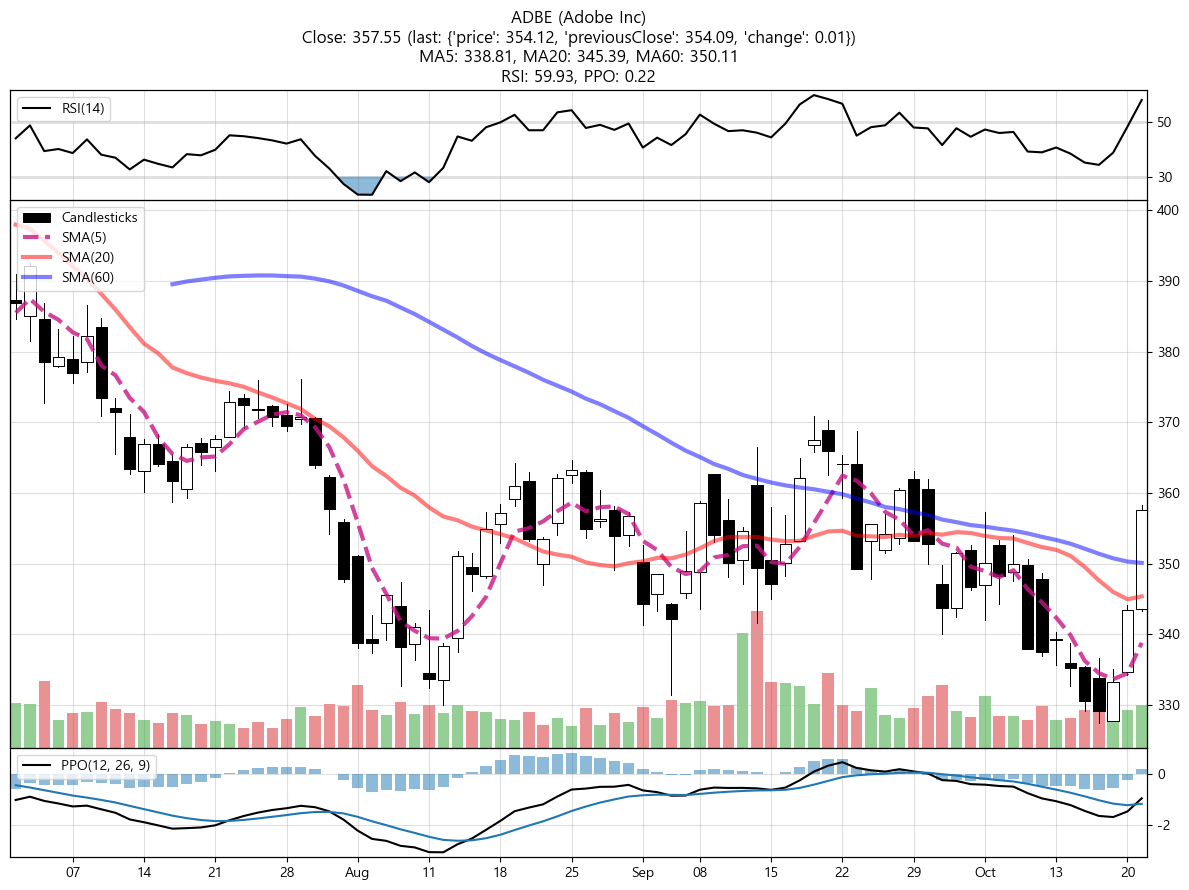 ADBE (Adobe Inc)
Close: 357.55 (last: {'price': 354.12, 'previousClose': 354.09, 'change': 0.01})
MA5: 338.81, MA20: 345.39, MA60: 350.11
RSI: 59.93, PPO: 0.22
RSI(14)
50
30
Candlesticks
SMA(5)
SMA(20)
SMA(60)
400
390
380
370
360
350
340
330
PPO(12, 26, 9)
0
-2
07 14 21 28 Aug 11 18 25 Sep 08 15 22 29 Oct 13 20